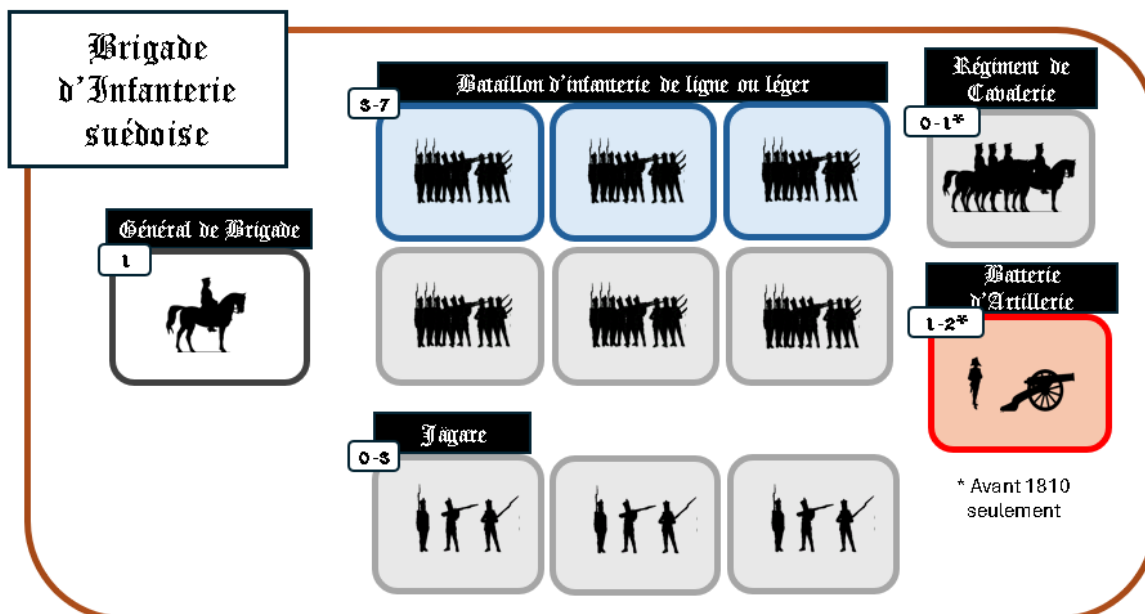 Brigade
d'Infanterie
suédoise
Bataillon d'infanterie de ligne ou léger
3-7
Régiment de
Cavalerie
0-1*
Général de Brigade
1
Batterie
d'Artillerie
1-2*
Jägare
0-3
* Avant 1810
seulement